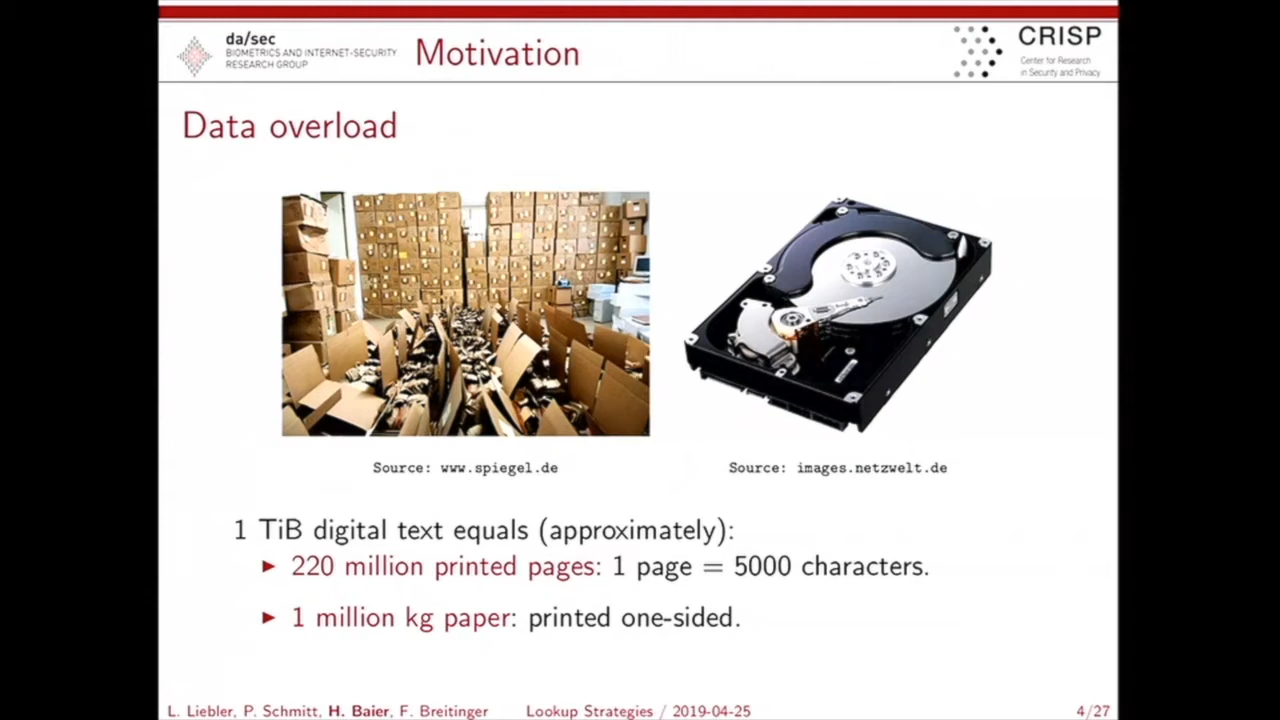 da/sec
BIOMETRICS AND INTERNET-SECURITY
RESEARCH GROUP
Motivation
CRISP
Center for Research
in Security and Privacy
Data overload
Source: www.spiegel.de
Source: images.netzwelt.de
1 TiB digital text equals (approximately):
► 220 million printed pages: 1 page = 5000 characters.
► 1 million kg paper: printed one-sided.
L. Liebler, P. Schmitt, H. Baier, F. Breitinger
Lookup Strategies / 2019-04-25
4/27